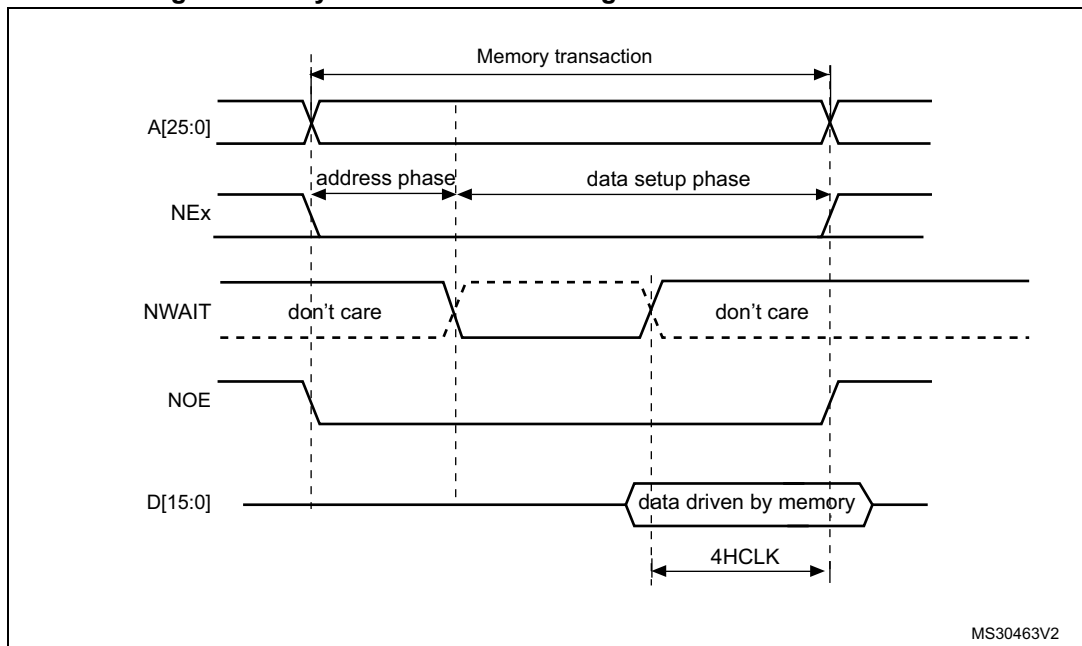 Memory transaction
A[25:0]
address phase
data setup phase
NEx
NWAIT
don't care
don't care
NOE
D[15:0]
data driven by memory
4HCLK
MS30463V2